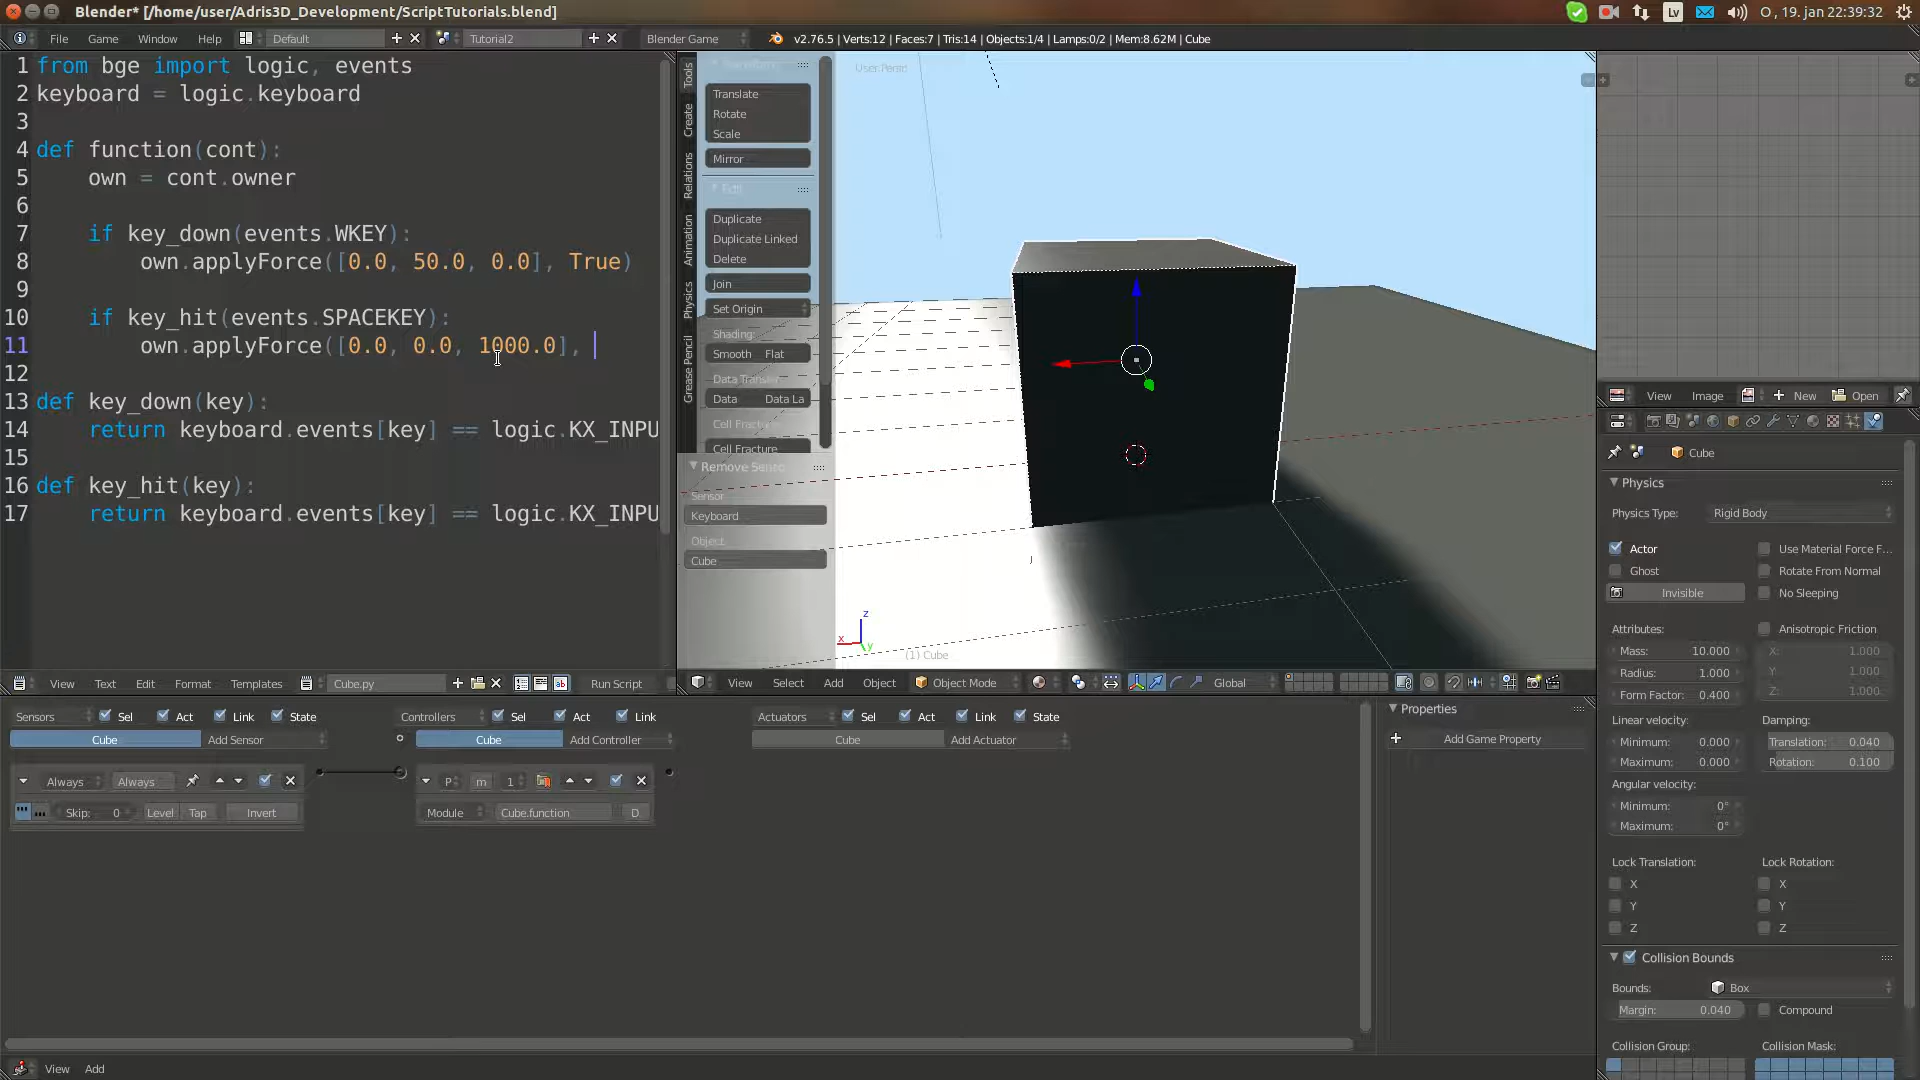 Blender* [/home/user/Adris3D_Development/ScriptTutorials.blend]
Lv
O , 19. jan 22:39:32
File Game Window Help Default Tutorial2 Blender Game v2.76.5 | Verts:12 | Faces:7 | Tris:14 | Objects:1/4 | Lamps:0/2 | Mem:8.62M | Cube
1 from bge import logic, events
2 keyboard = logic.keyboard
3
4 def function(cont):
5 own = cont.owner
6
7 if key_down(events.WKEY):
8 own.applyForce([0.0, 50.0, 0.0], True)
9
10 if key_hit(events.SPACEKEY):
11 own.applyForce([0.0, 0.0, 1000.0],
12
13 def key_down(key):
14 return keyboard.events[key] == logic.KX_INPU
15
16 def key_hit(key):
17 return keyboard.events[key] == logic.KX_INPU
View Text Edit Format Templates Cube.py Run Script
Tools
Create
Relations
Animation
Physics
Grease Pencil
Translate
Rotate
Scale
Mirror
Edit
Duplicate
Duplicate Linked
Delete
Join
Set Origin
Shading:
Smooth Flat
Data Transf
Data Data La
Cell Fractu
Cell Fracture
Remove Senso
Sensor
Keyboard
Object
Cube
User Persp
z
x
y
(1) Cube
View Select Add Object Object Mode Global
View Image New Open
Cube
Physics
Physics Type: Rigid Body
Actor Use Material Force F...
Ghost Rotate From Normal
Invisible No Sleeping
Attributes: Anisotropic Friction
Mass: 10.000 X: 1.000
Radius: 1.000 Y: 1.000
Form Factor: 0.400 Z: 1.000
Linear velocity: Damping:
Minimum: 0.000 Translation: 0.040
Maximum: 0.000 Rotation: 0.100
Angular velocity:
Minimum: 0°
Maximum: 0°
Lock Translation: Lock Rotation:
X X
Y Y
Z Z
Collision Bounds
Bounds: Box
Margin: 0.040 Compound
Collision Group: Collision Mask:
Sensors Sel Act Link State Controllers Sel Act Link Actuators Sel Act Link State
Cube Add Sensor Cube Add Controller Cube Add Actuator
Always Always P m 1
Skip: 0 Level Tap Invert Module Cube.function D
Properties
Add Game Property
View Add